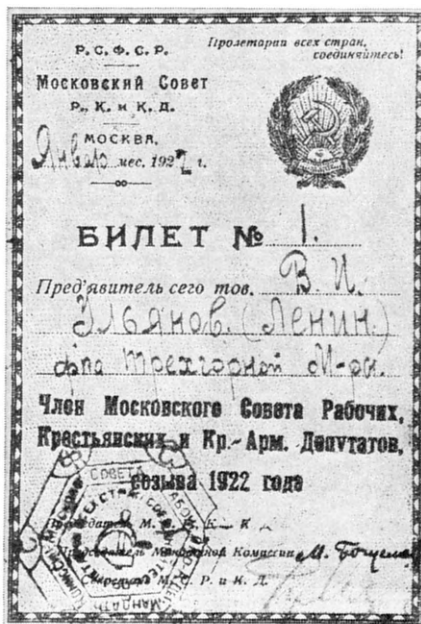 Р. С. Ф. С. Р.
Московский Совет
Р., К. и К. Д.
МОСКВА,
Январь мес. 1922 г.
Пролетарии всех стран,
соединяйтесь!
БИЛЕТ № 1.
Пред'явитель сего тов. В. И.
Ульянов. (Ленин)
Трехгорной М-ры.
Член Московского Совета Рабочих,
Крестьянских и Кр.-Арм. Депутатов,
созыва 1922 года
Председатель М.
Председатель Мандатной Комиссии
Секретарь М. Р. и К. Д.
СОВЕТА